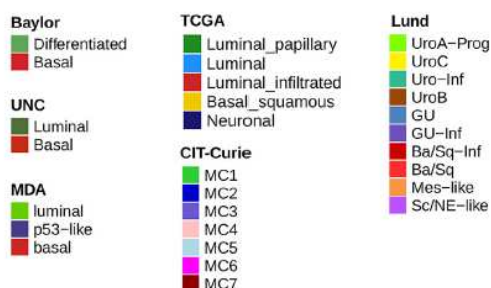 Baylor
Differentiated
Basal
UNC
Luminal
Basal
MDA
luminal
p53-like
basal
TCGA
Luminal_papillary
Luminal
Luminal_infiltrated
Basal_squamous
Neuronal
CIT-Curie
MC1
MC2
MC3
MC4
MC5
MC6
MC7
Lund
UroA-Prog
UroC
Uro-Inf
UroB
GU
GU-Inf
Ba/Sq-Inf
Ba/Sq
Mes-like
Sc/NE-like